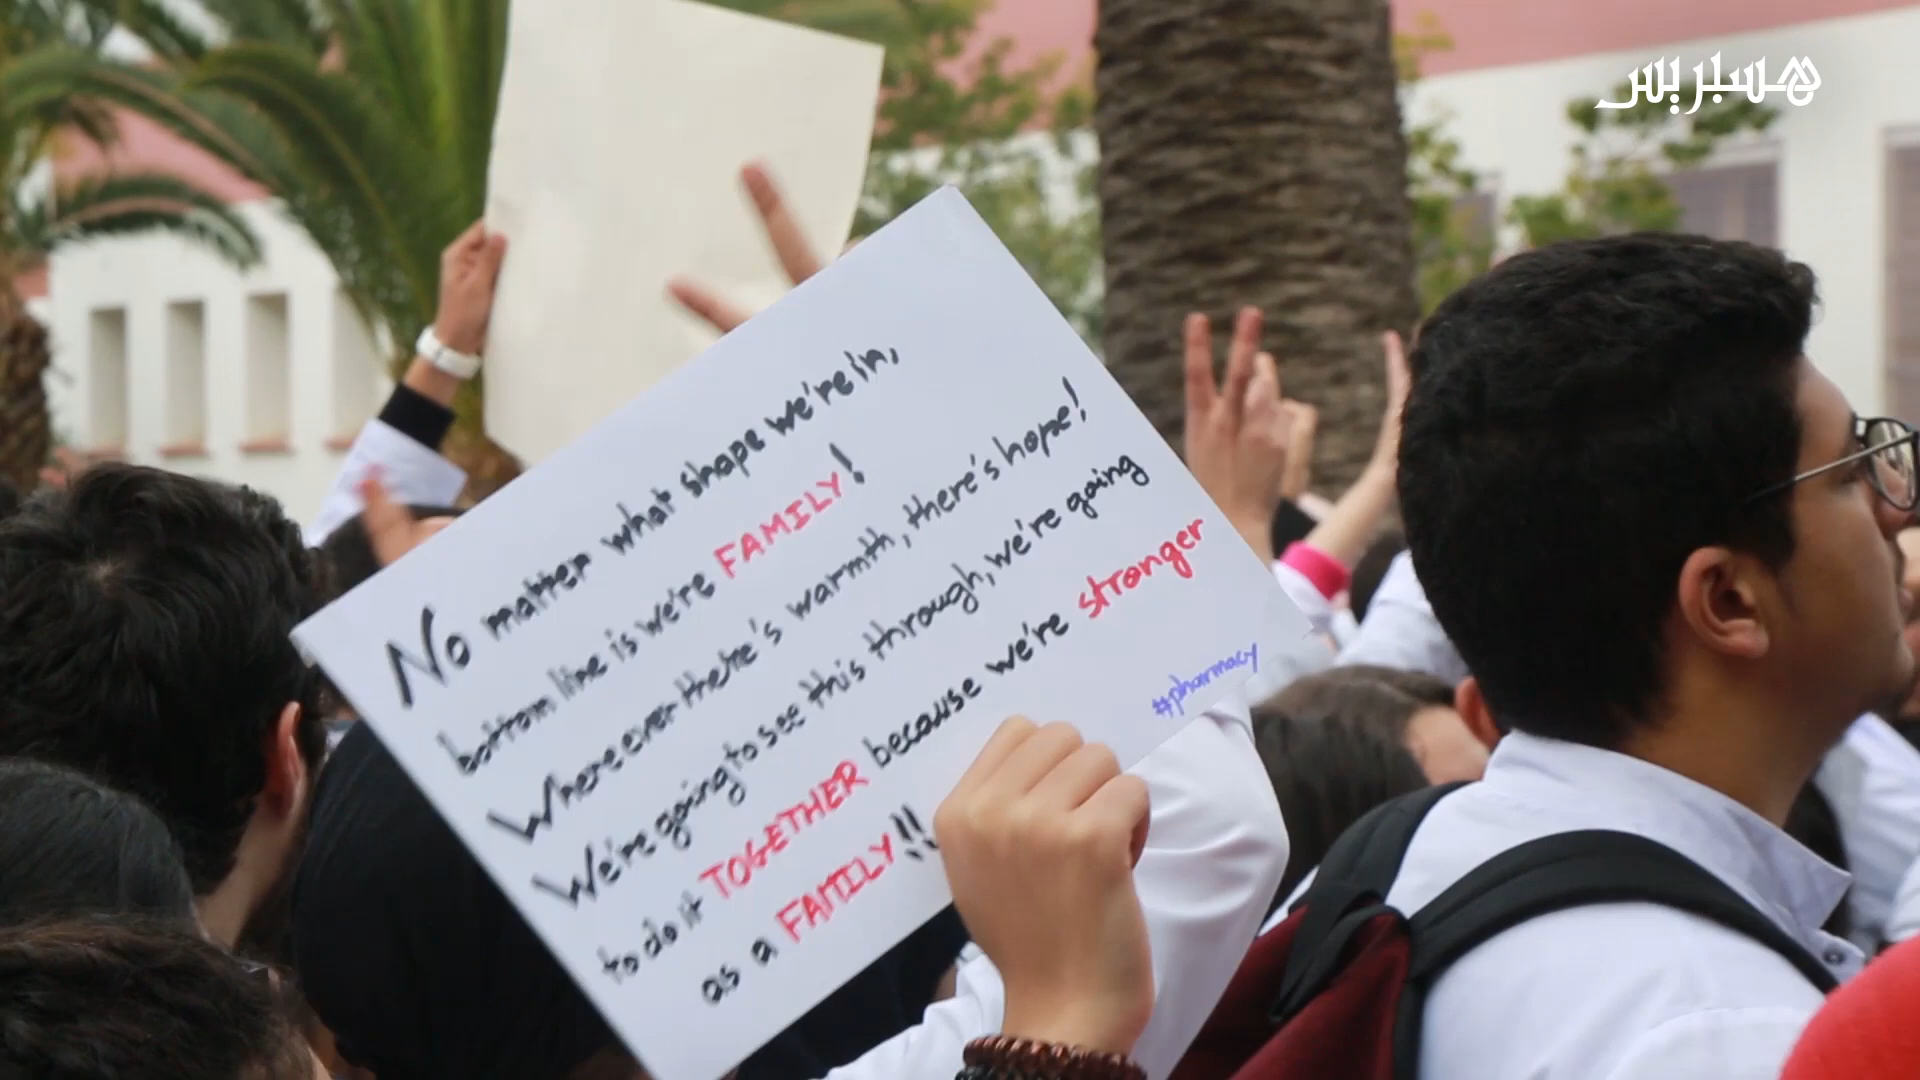 هسبريس
No matter what shape we're in,
bottom line is we're FAMILY!
Where ever there's warmth, there's hope!
We're going to see this through, we're going
to do it TOGETHER because we're stronger
as a FAMILY!!
#pharmacy